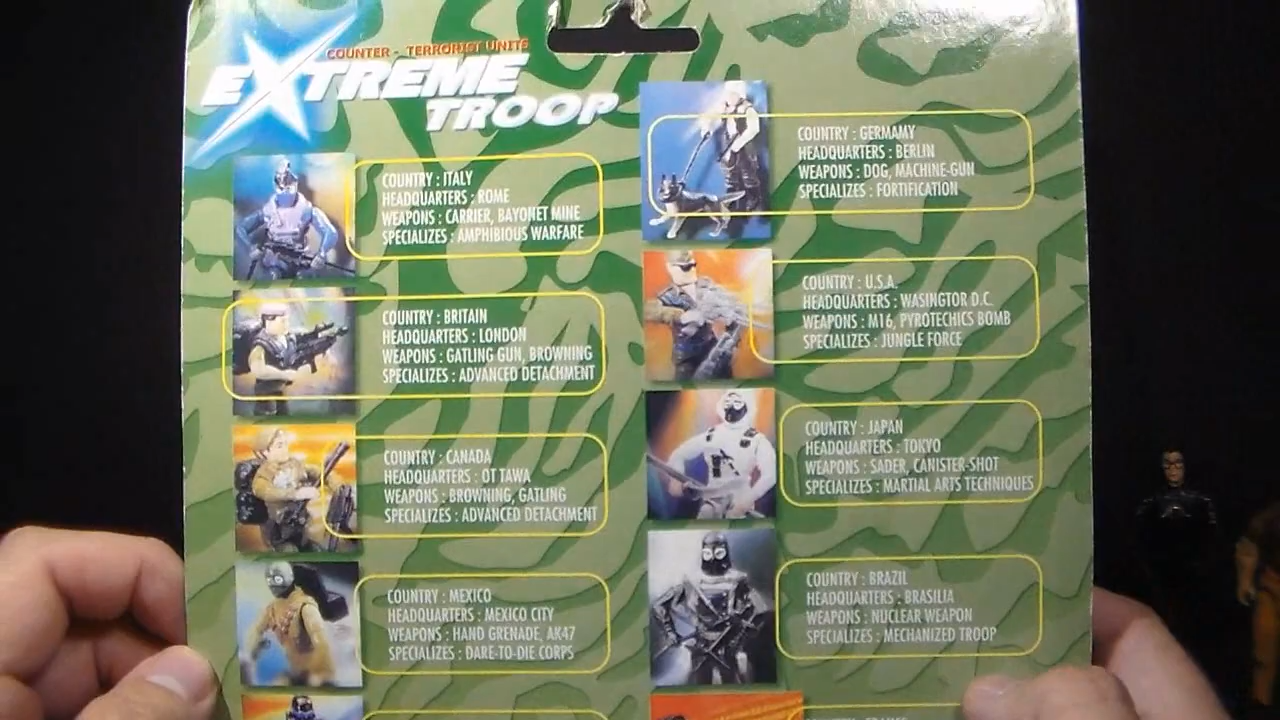 COUNTER - TERRORIST UNITS
EXTREME
TROOP
COUNTRY : ITALY
HEADQUARTERS : ROME
WEAPONS : CARRIER, BAYONET MINE
SPECIALIZES : AMPHIBIOUS WARFARE
COUNTRY : BRITAIN
HEADQUARTERS : LONDON
WEAPONS : GATLING GUN, BROWNING
SPECIALIZES : ADVANCED DETACHMENT
COUNTRY : CANADA
HEADQUARTERS : OT TAWA
WEAPONS : BROWNING, GATLING
SPECIALIZES : ADVANCED DETACHMENT
COUNTRY : MEXICO
HEADQUARTERS : MEXICO CITY
WEAPONS : HAND GRENADE, AK47
SPECIALIZES : DARE-TO-DIE CORPS
COUNTRY : GERMAMY
HEADQUARTERS : BERLIN
WEAPONS : DOG, MACHINE-GUN
SPECIALIZES : FORTIFICATION
COUNTRY : U.S.A.
HEADQUARTERS : WASINGTOR D.C.
WEAPONS : M16, PYROTECHICS BOMB
SPECIALIZES : JUNGLE FORCE
COUNTRY : JAPAN
HEADQUARTERS : TOKYO
WEAPONS : SADER, CANISTER-SHOT
SPECIALIZES : MARTIAL ARTS TECHNIQUES
COUNTRY : BRAZIL
HEADQUARTERS : BRASILIA
WEAPONS : NUCLEAR WEAPON
SPECIALIZES : MECHANIZED TROOP